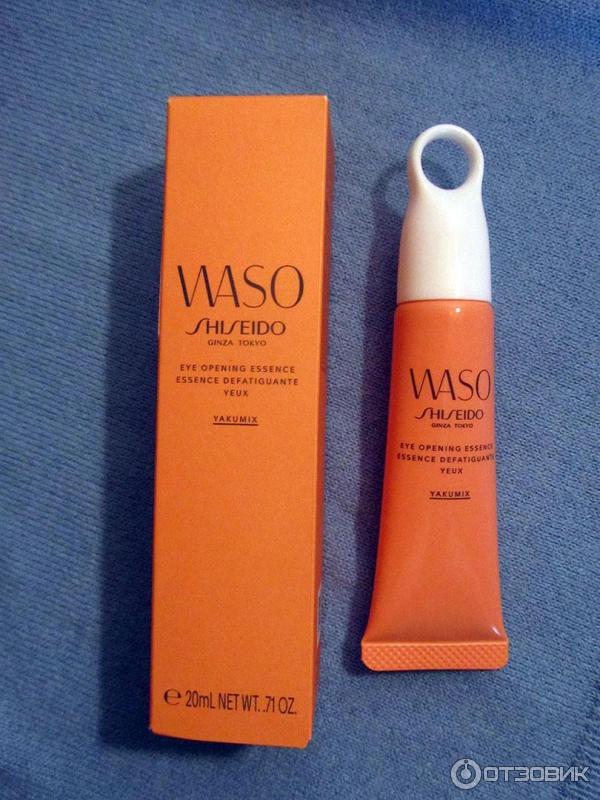 WASO
SHISEIDO
GINZA TOKYO
EYE OPENING ESSENCE
ESSENCE DEFATIGUANTE
YEUX
YAKUMIX
℮ 20mL NET WT. .71 OZ.
WASO
SHISEIDO
GINZA TOKYO
EYE OPENING ESSENCE
ESSENCE DEFATIGUANTE
YEUX
YAKUMIX
ОТЗОВИК